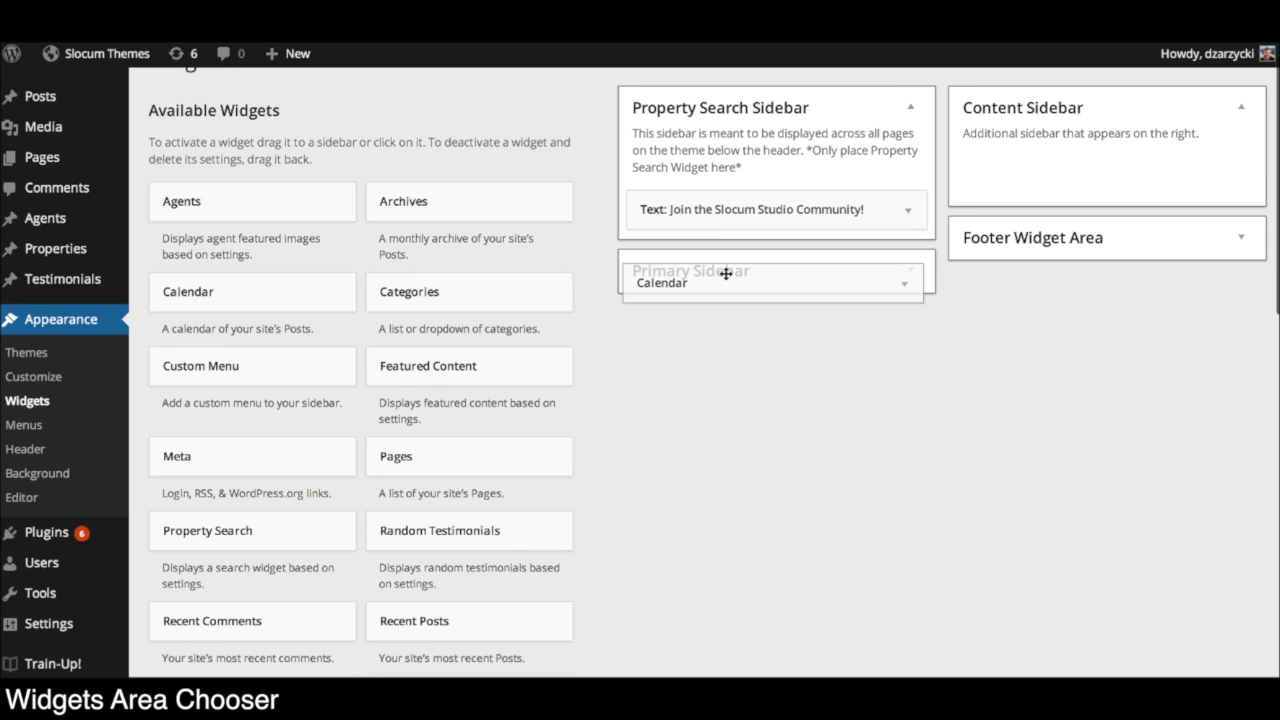 Slocum Themes 6 0 New Howdy, dzarzycki
Posts
Media
Pages
Comments
Agents
Properties
Testimonials
Appearance
Themes
Customize
Widgets
Menus
Header
Background
Editor
Plugins 6
Users
Tools
Settings
Train-Up!
Available Widgets
To activate a widget drag it to a sidebar or click on it. To deactivate a widget and
delete its settings, drag it back.
Agents
Displays agent featured images
based on settings.
Archives
A monthly archive of your site's
Posts.
Calendar
A calendar of your site's Posts.
Categories
A list or dropdown of categories.
Custom Menu
Add a custom menu to your sidebar.
Featured Content
Displays featured content based on
settings.
Meta
Login, RSS, & WordPress.org links.
Pages
A list of your site's Pages.
Property Search
Displays a search widget based on
settings.
Random Testimonials
Displays random testimonials based
on settings.
Recent Comments
Your site's most recent comments.
Recent Posts
Your site's most recent Posts.
Property Search Sidebar
This sidebar is meant to be displayed across all pages
on the theme below the header. *Only place Property
Search Widget here*
Text: Join the Slocum Studio Community!
Primary Sidebar
Calendar
Content Sidebar
Additional sidebar that appears on the right.
Footer Widget Area
Widgets Area Chooser